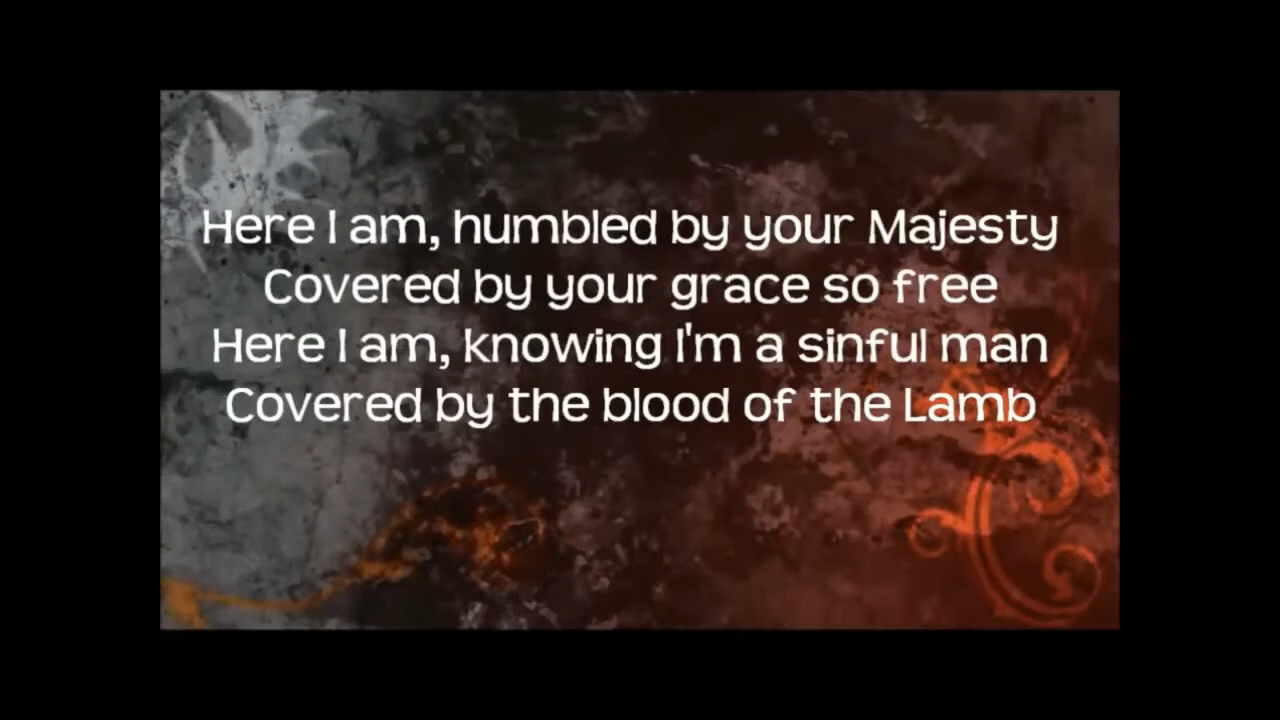 Here I am, humbled by your Majesty
Covered by your grace so free
Here I am, knowing I'm a sinful man
Covered by the blood of the Lamb